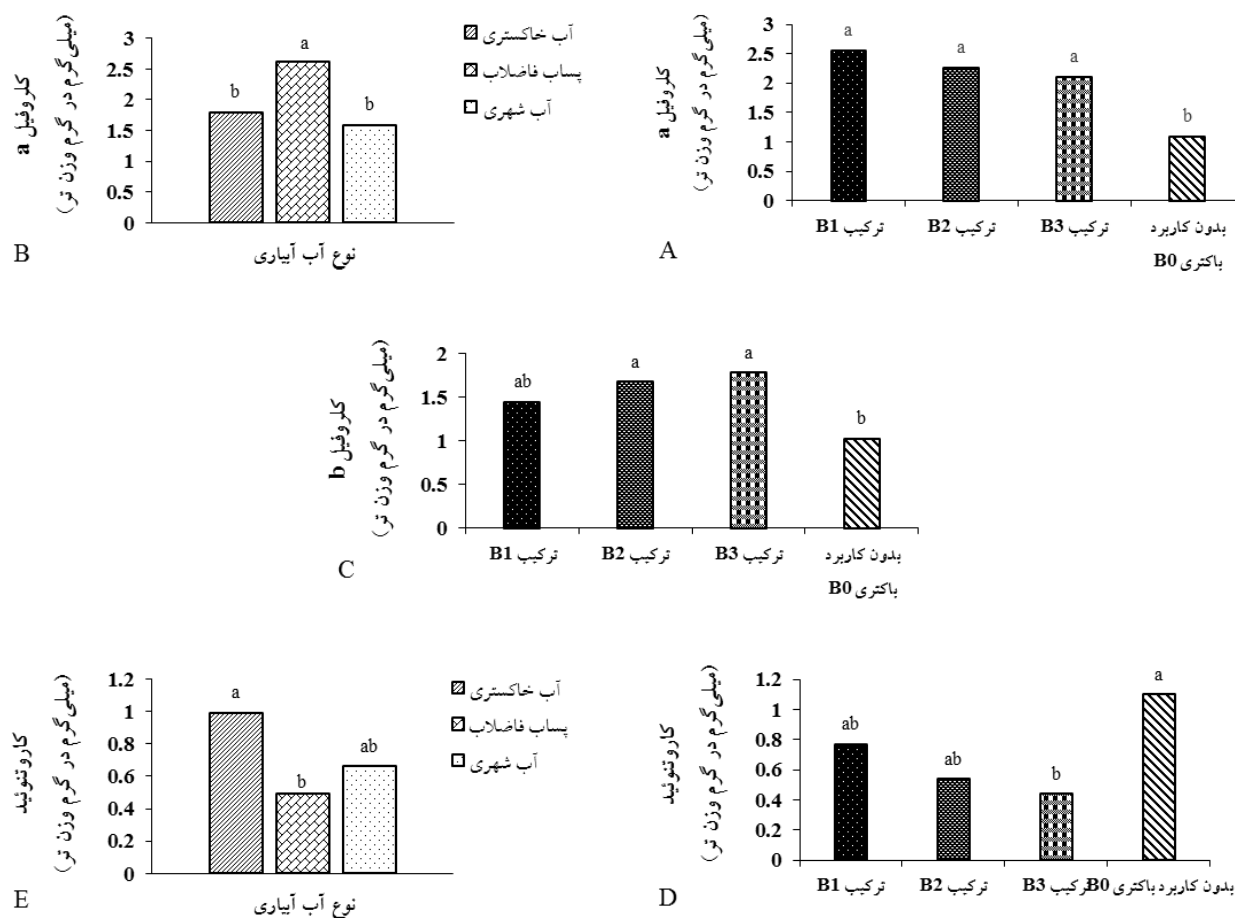 کلروفیل a
(میلی‌گرم در گرم وزن تر)
3
2.5
2
1.5
1
0.5
0
a
a
a
b
ترکیب B1
ترکیب B2
ترکیب B3
بدون کاربرد
باکتری B0
A
کلروفیل a
(میلی‌گرم در گرم وزن تر)
3
2.5
2
1.5
1
0.5
0
b
a
b
نوع آب آبیاری
آب خاکستری
پساب فاضلاب
آب شهری
B
کلروفیل b
(میلی‌گرم در گرم وزن تر)
2
1.5
1
0.5
0
ab
a
a
b
ترکیب B1
ترکیب B2
ترکیب B3
بدون کاربرد
باکتری B0
C
کاروتنوئید
(میلی‌گرم در گرم وزن تر)
1.2
1
0.8
0.6
0.4
0.2
0
ab
ab
b
a
ترکیب B1
ترکیب B2
ترکیب B3
بدون کاربرد باکتری B0
D
کاروتنوئید
(میلی‌گرم در گرم وزن تر)
1.2
1
0.8
0.6
0.4
0.2
0
a
b
ab
نوع آب آبیاری
آب خاکستری
پساب فاضلاب
آب شهری
E